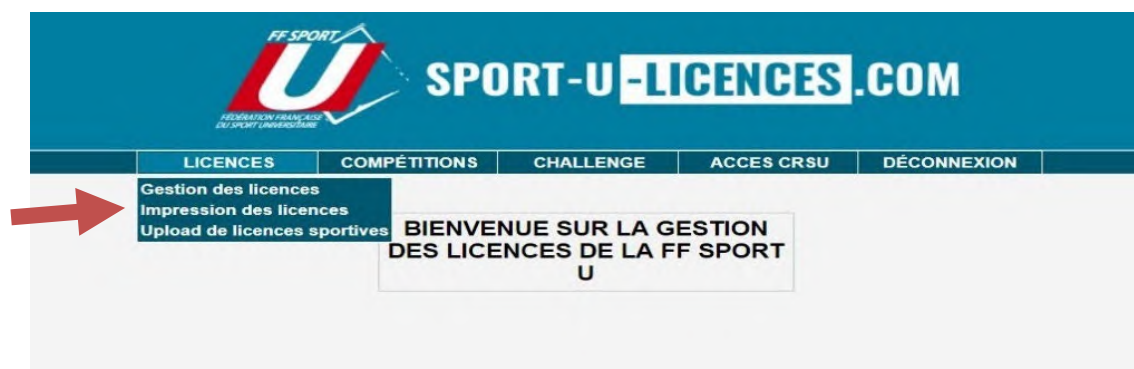 FF SPORT
U
FÉDÉRATION FRANÇAISE
DU SPORT UNIVERSITAIRE
SPORT-U-LICENCES.COM
LICENCES COMPÉTITIONS CHALLENGE ACCES CRSU DÉCONNEXION
Gestion des licences
Impression des licences
Upload de licences sportives
BIENVENUE SUR LA GESTION
DES LICENCES DE LA FF SPORT
U